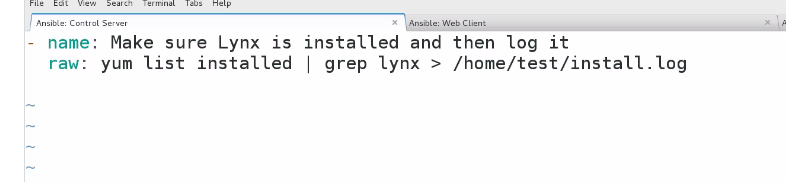 File Edit View Search Terminal Tabs Help
Ansible: Control Server × Ansible: Web Client ×
- name: Make sure Lynx is installed and then log it
raw: yum list installed | grep lynx > /home/test/install.log
~
~
~
~